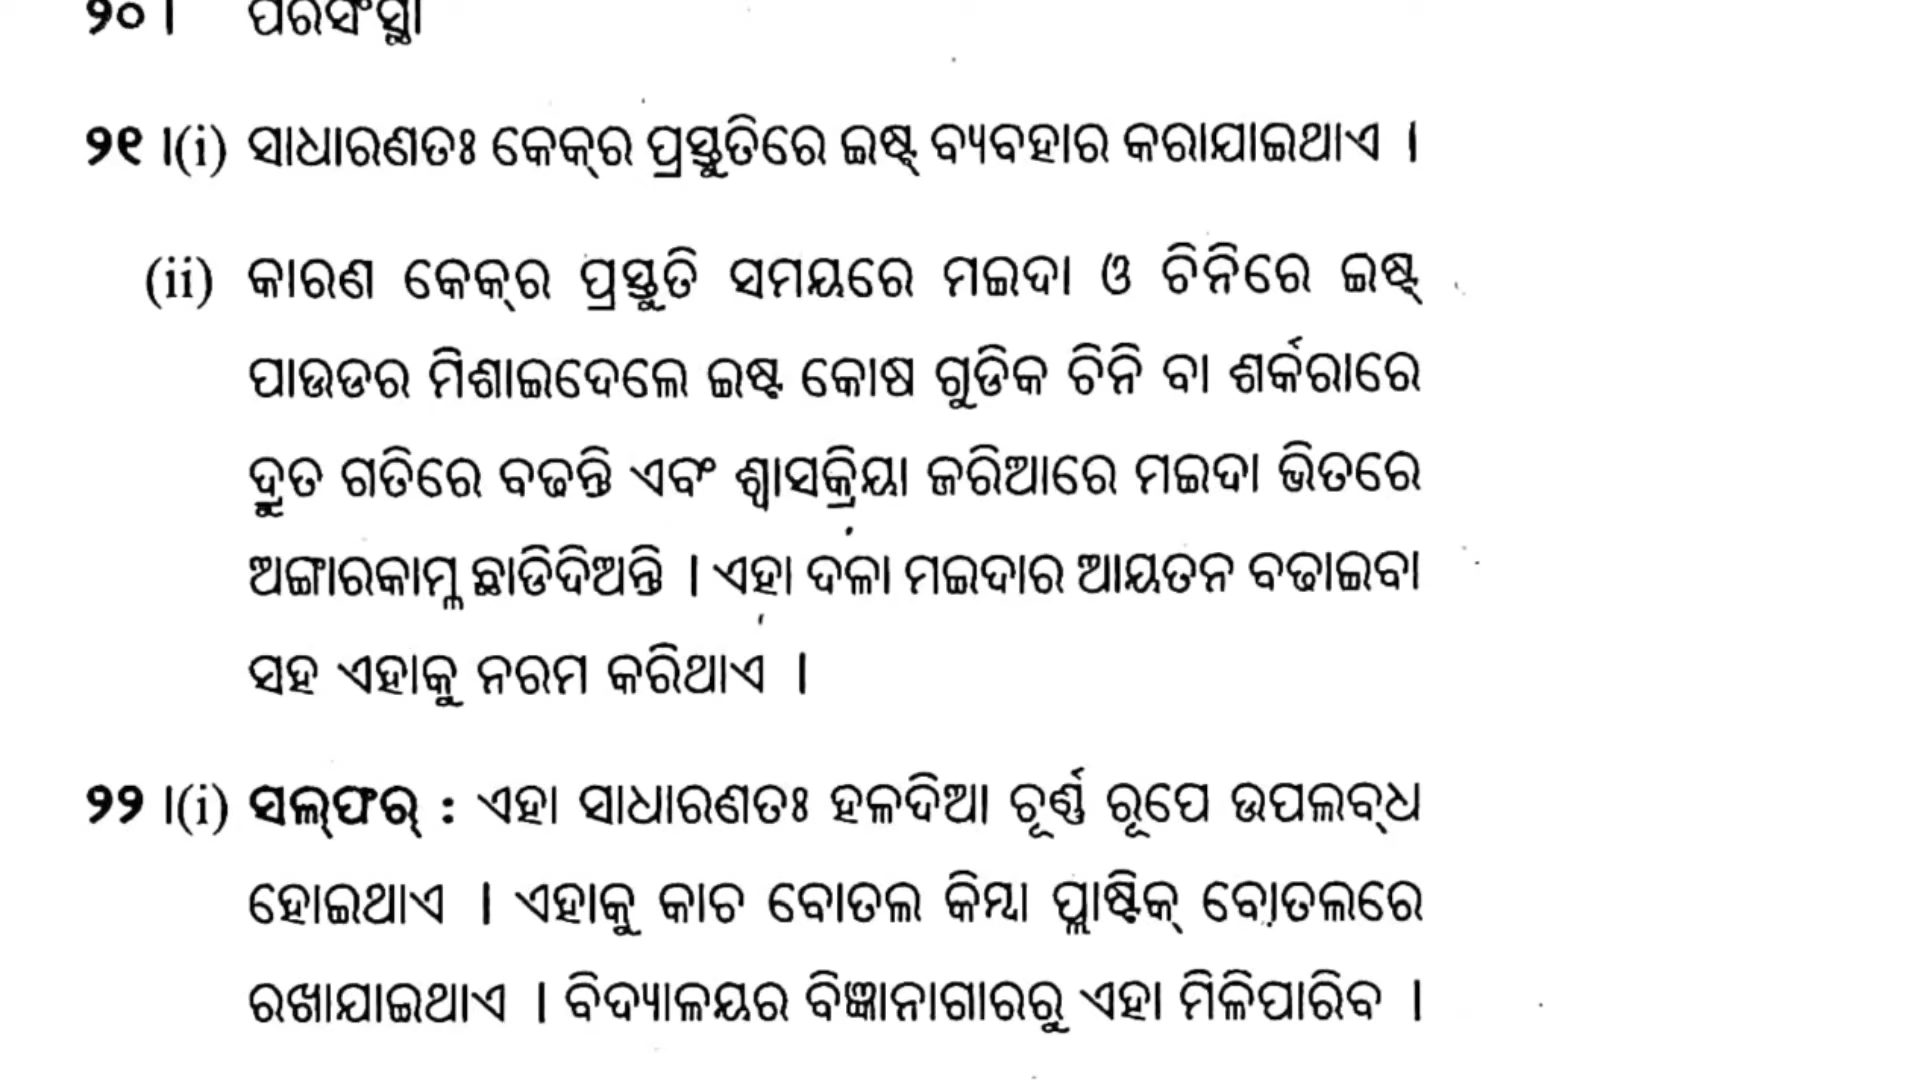 ୨୦ । ପରସଂସ୍ଥା
୨୧ ।(i) ସାଧାରଣତଃ କେକ୍‌ର ପ୍ରସ୍ତୁତିରେ ଇଷ୍ଟ୍ ବ୍ୟବହାର କରାଯାଇଥାଏ ।
(ii) କାରଣ କେକ୍‌ର ପ୍ରସ୍ତୁତି ସମୟରେ ମଇଦା ଓ ଚିନିରେ ଇଷ୍ଟ୍
ପାଉଡର ମିଶାଇଦେଲେ ଇଷ୍ଟ କୋଷ ଗୁଡିକ ଚିନି ବା ଶର୍କରାରେ
ଦ୍ରୁତ ଗତିରେ ବଢନ୍ତି ଏବଂ ଶ୍ୱାସକ୍ରିୟା ଜରିଆରେ ମଇଦା ଭିତରେ
ଅଙ୍ଗାରକାମ୍ଳ ଛାଡିଦିଅନ୍ତି । ଏହା ଦଳା ମଇଦାର ଆୟତନ ବଢାଇବା
ସହ ଏହାକୁ ନରମ କରିଥାଏ ।
୨୨ ।(i) ସଲ୍‌ଫର୍ : ଏହା ସାଧାରଣତଃ ହଳଦିଆ ଚୂର୍ଣ୍ଣ ରୂପେ ଉପଲବ୍‌ଧ
ହୋଇଥାଏ । ଏହାକୁ କାଚ ବୋତଲ କିମ୍ବା ପ୍ଲାଷ୍ଟିକ୍ ବୋତଲରେ
ରଖାଯାଇଥାଏ । ବିଦ୍ୟାଳୟର ବିଜ୍ଞାନାଗାରରୁ ଏହା ମିଳିପାରିବ ।